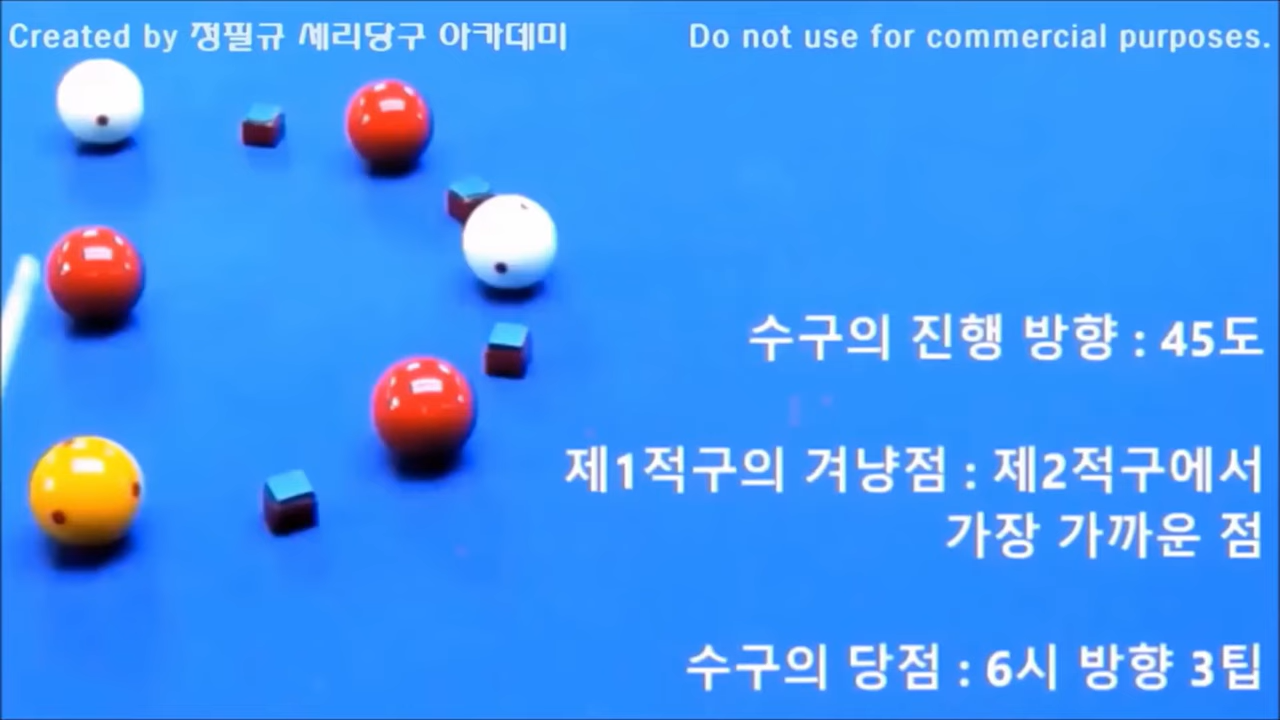 Created by 정필규 세리당구 아카데미 Do not use for commercial purposes.
수구의 진행 방향 : 45도
제1적구의 겨냥점 : 제2적구에서
가장 가까운 점
수구의 당점 : 6시 방향 3팁